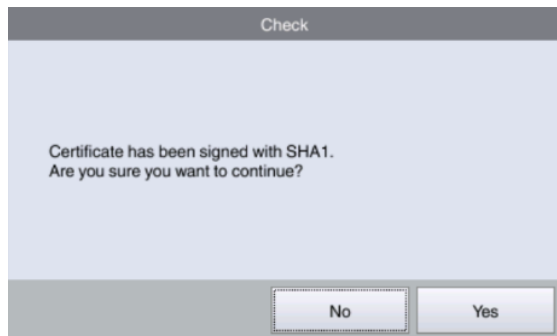 Check
Certificate has been signed with SHA1.
Are you sure you want to continue?
No
Yes